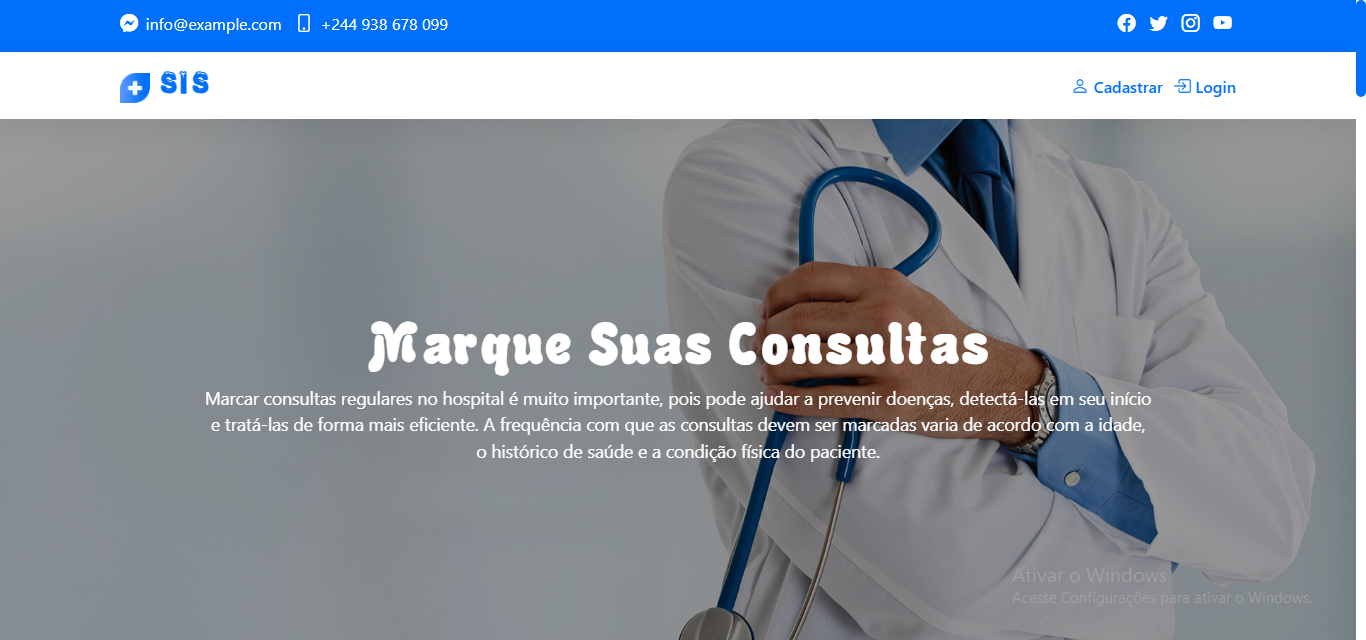 info@example.com +244 938 678 099
SIS
Cadastrar Login
Marque Suas Consultas
Marcar consultas regulares no hospital é muito importante, pois pode ajudar a prevenir doenças, detectá-las em seu início
e tratá-las de forma mais eficiente. A frequência com que as consultas devem ser marcadas varia de acordo com a idade,
o histórico de saúde e a condição física do paciente.
Ativar o Windows
Acesse Configurações para ativar o Windows.